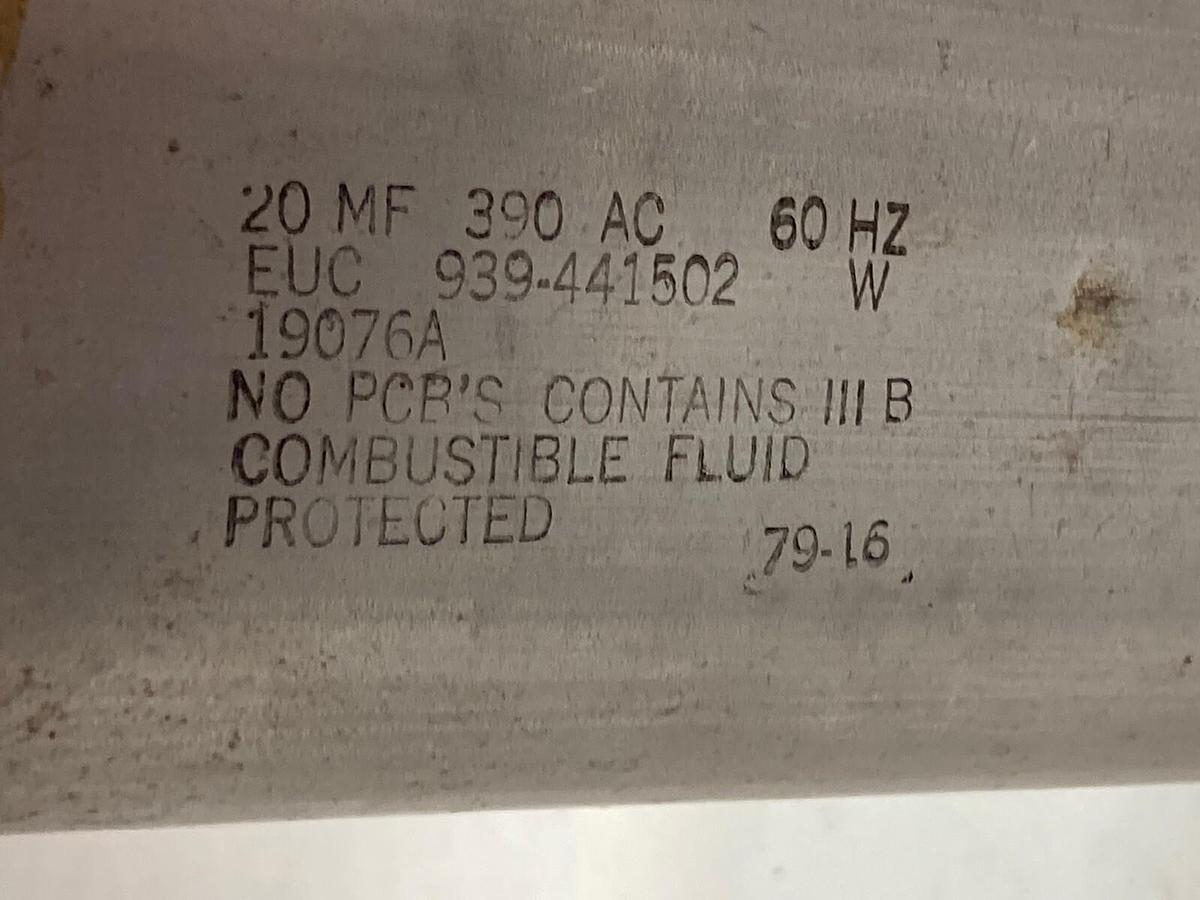 20 MF 390 AC 60 HZ
EUC 939-441502 W
19076A
NO PCB'S CONTAINS III B
COMBUSTIBLE FLUID
PROTECTED
79-16